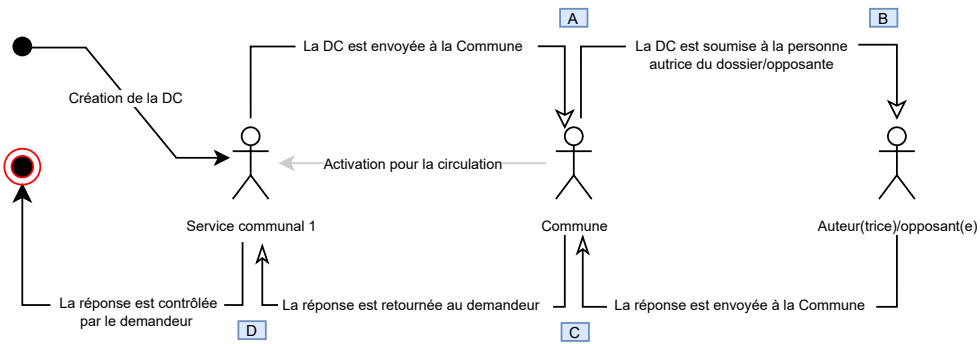 A
B
La DC est envoyée à la Commune
La DC est soumise à la personne
autrice du dossier/opposante
Création de la DC
Activation pour la circulation
Service communal 1
Commune
Auteur(trice)/opposant(e)
La réponse est contrôlée
par le demandeur
La réponse est retournée au demandeur
La réponse est envoyée à la Commune
D
C